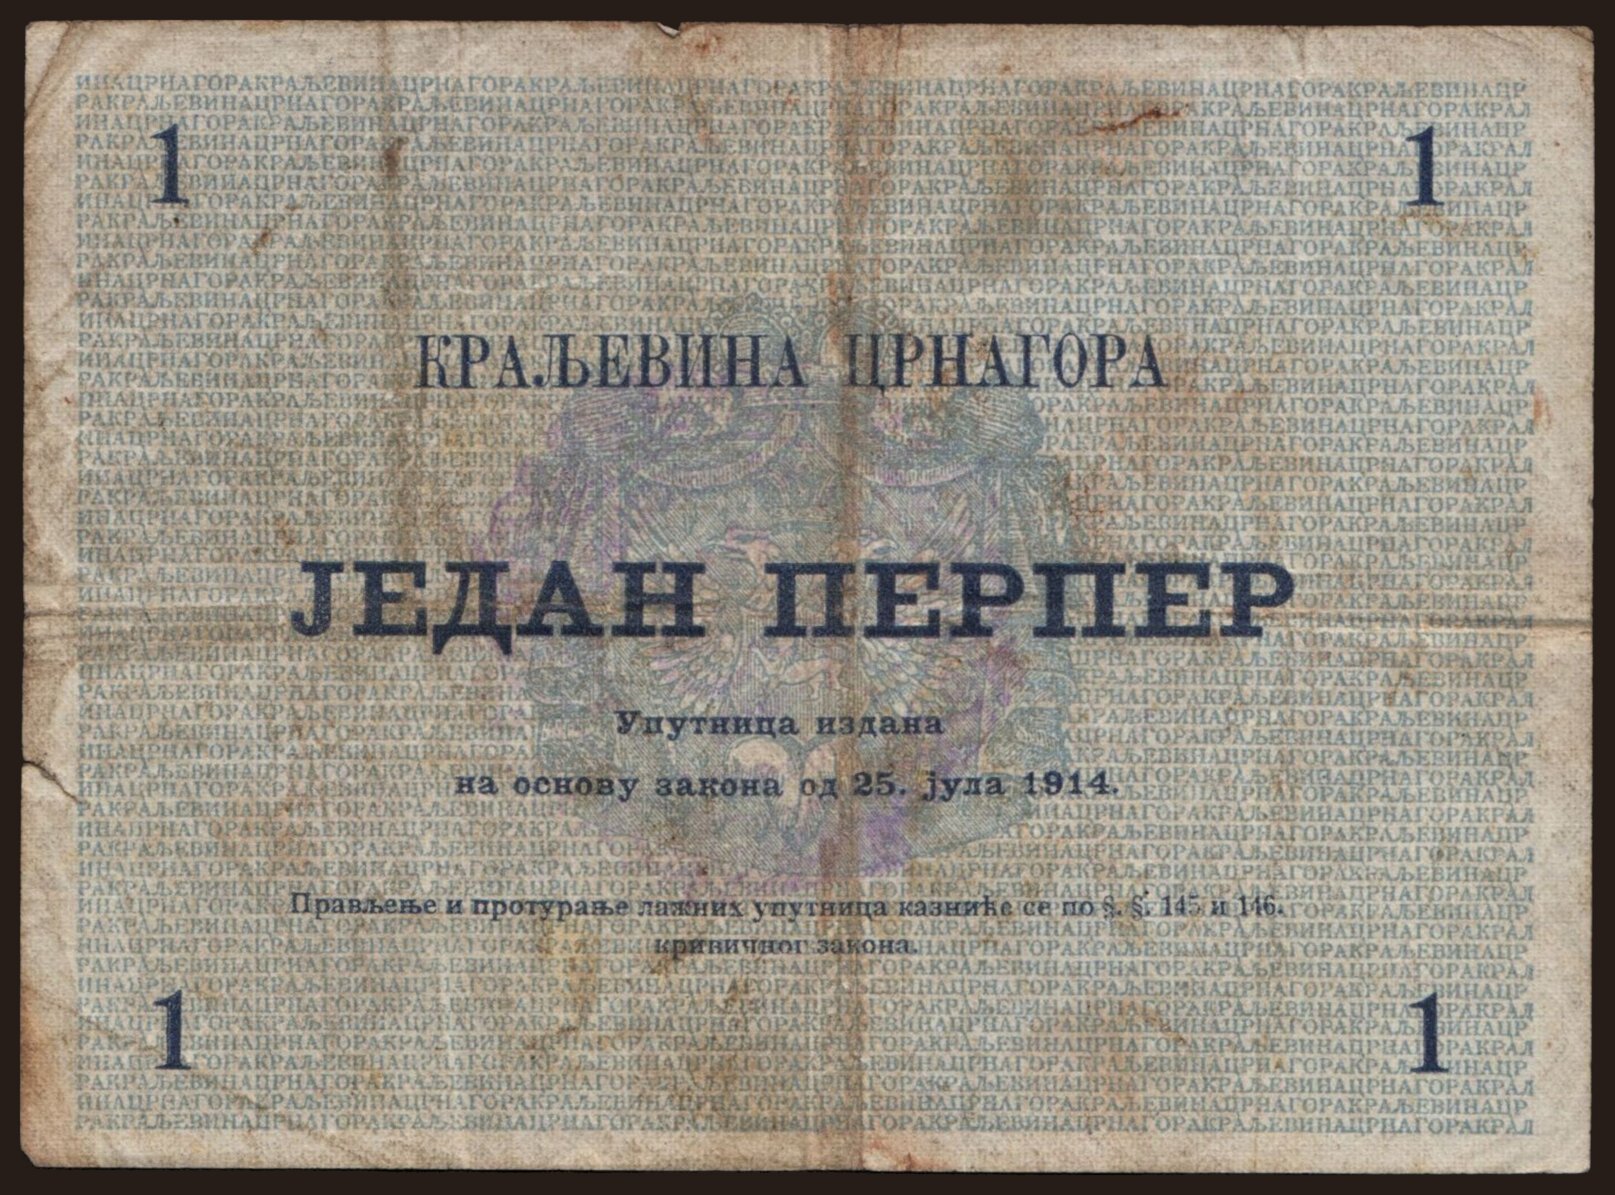 1 1
КРАЉЕВИНА ЦРНАГОРА
ЈЕДАН ПЕРПЕР
Упутница издана
на основу закона од 25. јула 1914.
Прављење и протурање лажних упутница казниће се по §. §. 145 и 146.
кривичног закона.
1 1